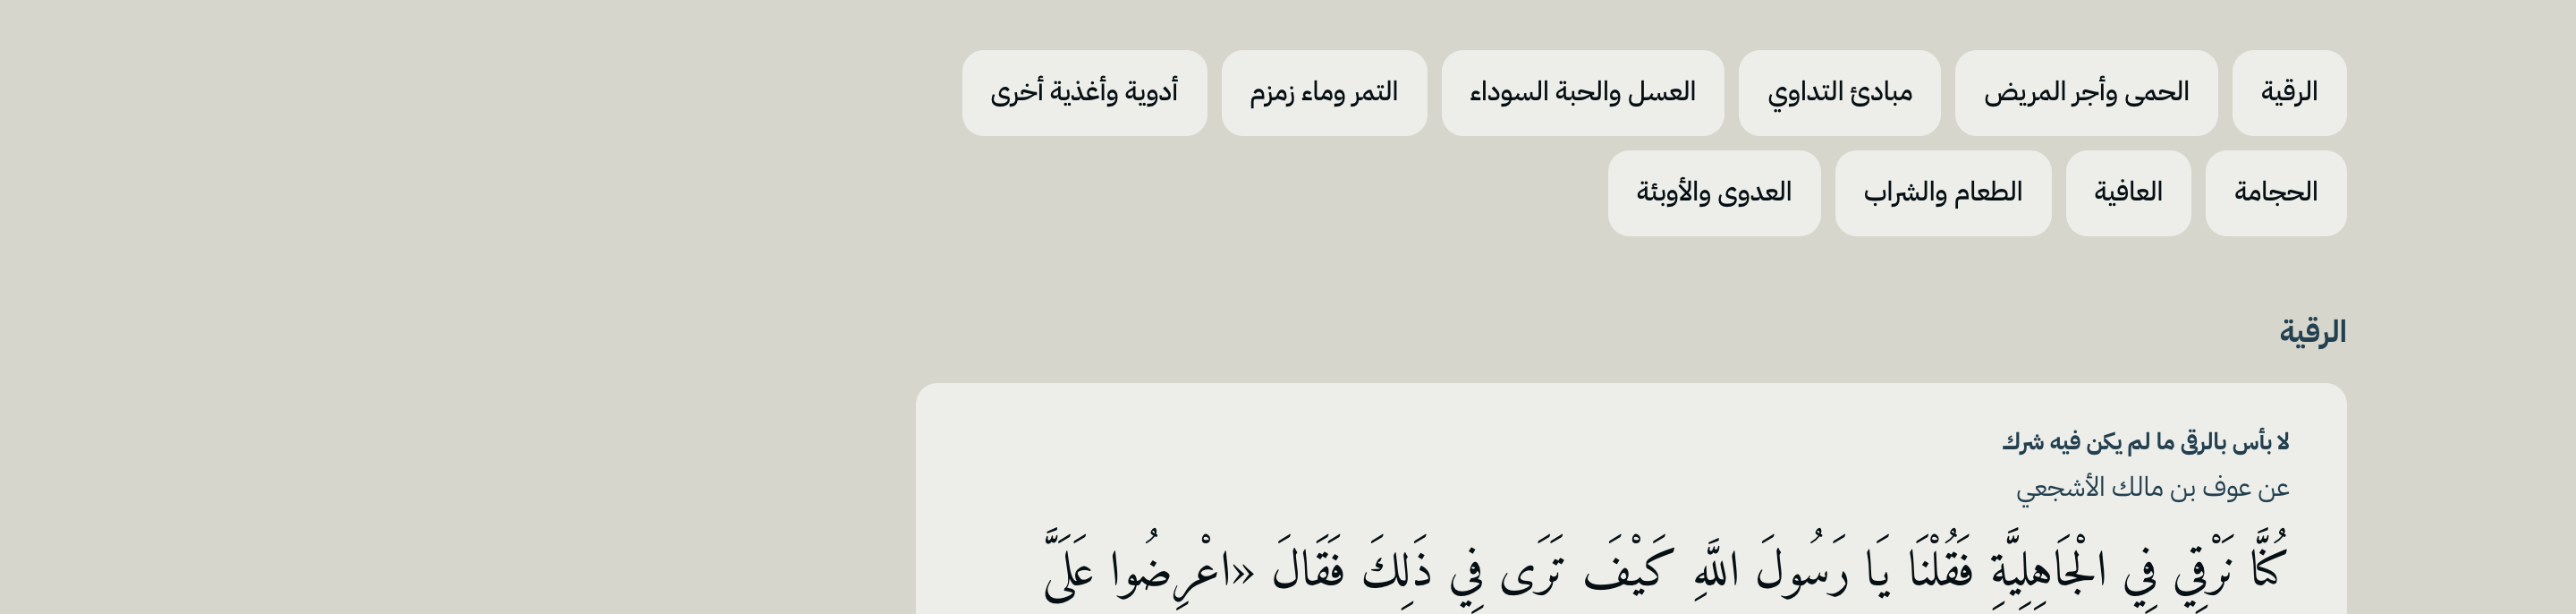 الرقية الحمى وأجر المريض مبادئ التداوي العسل والحبة السوداء التمر وماء زمزم أدوية وأغذية أخرى
الحجامة العافية الطعام والشراب العدوى والأوبئة
الرقية
لا بأس بالرقى ما لم يكن فيه شرك
عن عوف بن مالك الأشجعي
كُنَّا نَرْقِي فِي الْجَاهِلِيَّةِ فَقُلْنَا يَا رَسُولَ اللَّهِ كَيْفَ تَرَى فِي ذَلِكَ فَقَالَ «اعْرِضُوا عَلَىَّ